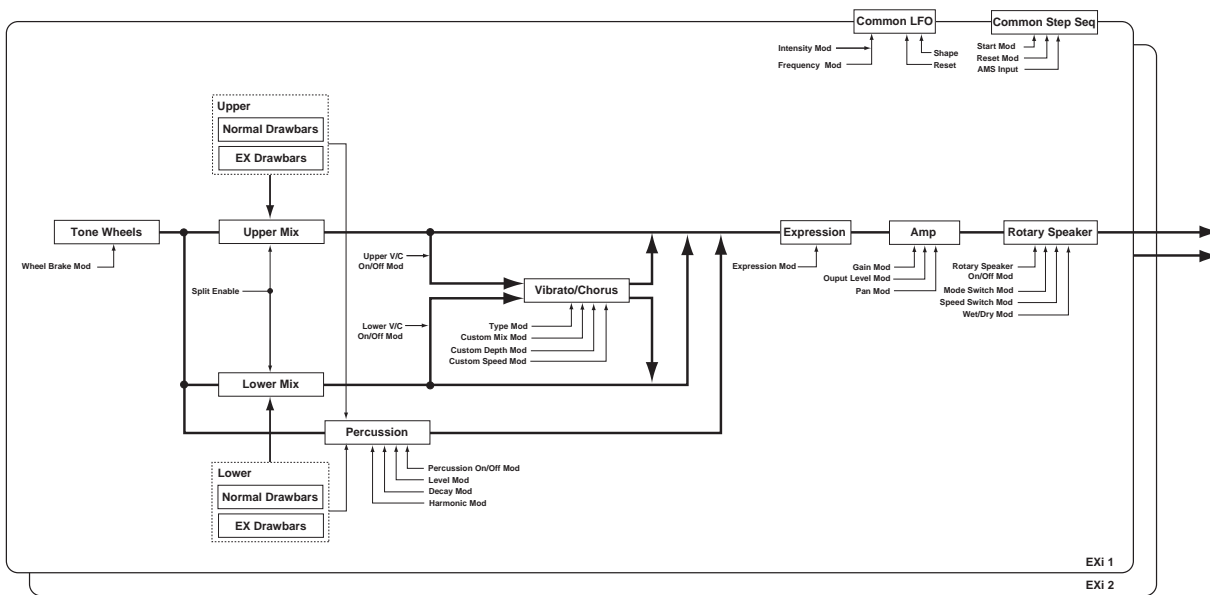 Common LFO
Common Step Seq
Intensity Mod
Frequency Mod
Shape
Reset
Start Mod
Reset Mod
AMS Input
Upper
Normal Drawbars
EX Drawbars
Tone Wheels
Upper Mix
Expression
Amp
Rotary Speaker
Wheel Brake Mod
Upper V/C
On/Off Mod
Expression Mod
Gain Mod
Ouput Level Mod
Pan Mod
Rotary Speaker
On/Off Mod
Mode Switch Mod
Speed Switch Mod
Wet/Dry Mod
Split Enable
Vibrato/Chorus
Lower V/C
On/Off Mod
Type Mod
Custom Mix Mod
Custom Depth Mod
Custom Speed Mod
Lower Mix
Percussion
Lower
Normal Drawbars
EX Drawbars
Percussion On/Off Mod
Level Mod
Decay Mod
Harmonic Mod
EXi 1
EXi 2